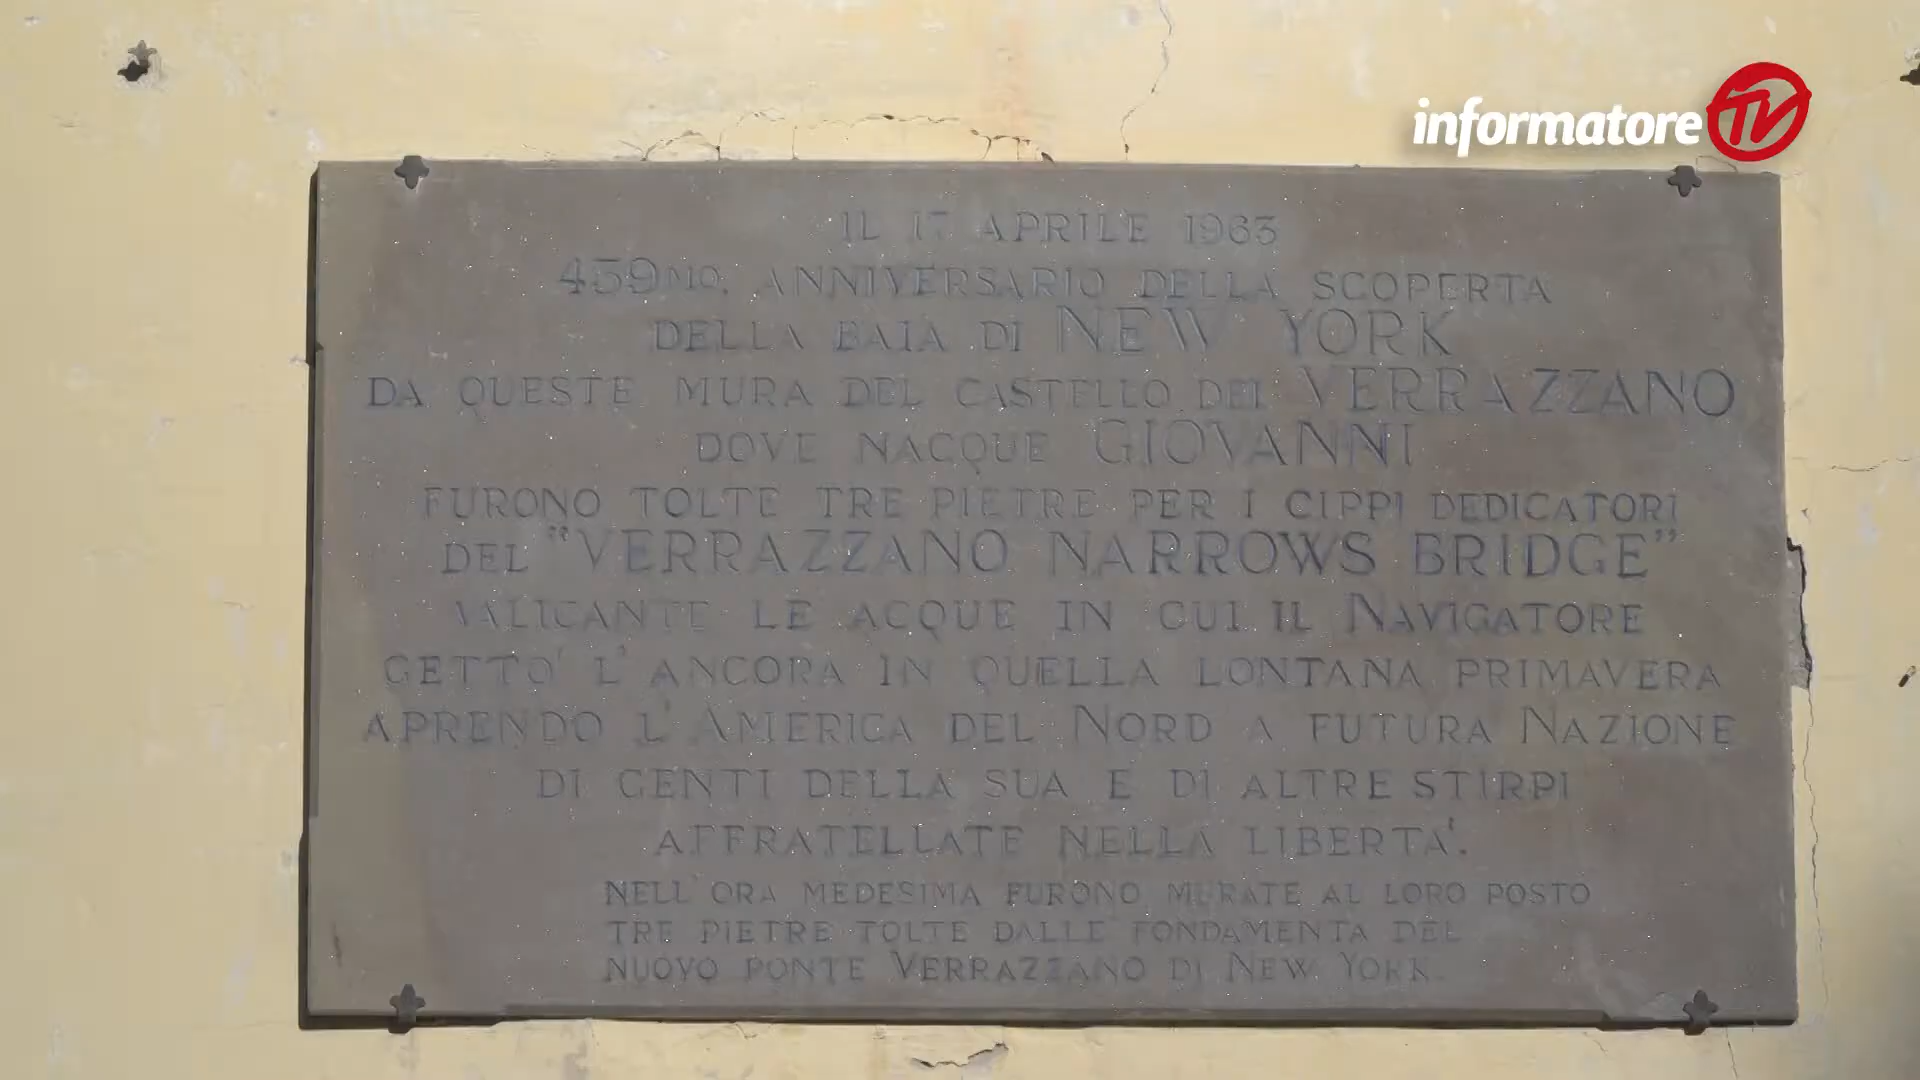 informatore TV
IL 17 APRILE 1963
439MO. ANNIVERSARIO DELLA SCOPERTA
DELLA BAIA DI NEW YORK
DA QUESTE MURA DEL CASTELLO DEI VERRAZZANO
DOVE NACQUE GIOVANNI
FURONO TOLTE TRE PIETRE PER I CIPPI DEDICATORI
DEL "VERRAZZANO NARROWS BRIDGE"
VALICANTE LE ACQUE IN CUI IL NAVIGATORE
GETTO' L'ANCORA IN QUELLA LONTANA PRIMAVERA
APRENDO L'AMERICA DEL NORD A FUTURA NAZIONE
DI GENTI DELLA SUA E DI ALTRE STIRPI
AFFRATELLATE NELLA LIBERTA'.
NELL'ORA MEDESIMA FURONO MURATE AL LORO POSTO
TRE PIETRE TOLTE DALLE FONDAMENTA DEL
NUOVO PONTE VERRAZZANO DI NEW YORK.